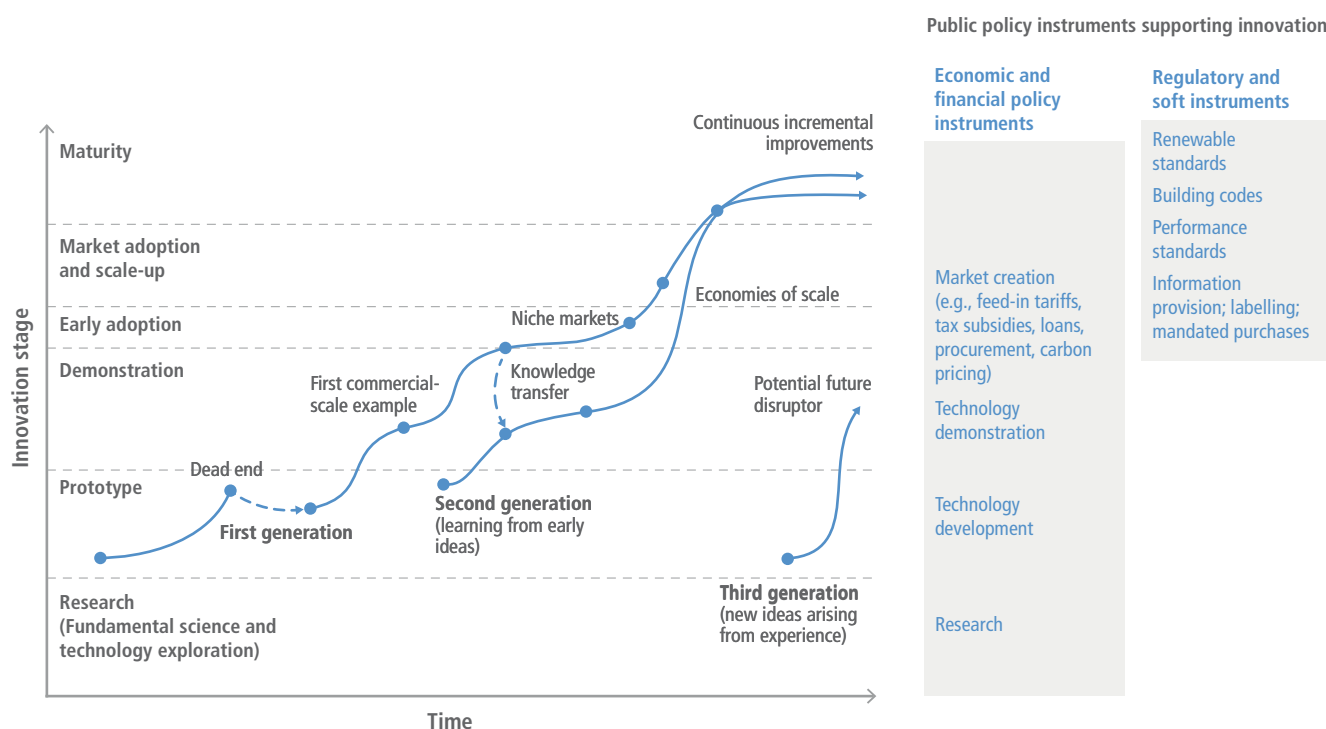 Public policy instruments supporting innovation
Economic and
financial policy
instruments
Regulatory and
soft instruments
Continuous incremental
improvements
Maturity
Market adoption
and scale-up
Early adoption
Demonstration
Prototype
Research
(Fundamental science and
technology exploration)
Innovation stage
Time
Dead end
First generation
First commercial-
scale example
Niche markets
Knowledge
transfer
Second generation
(learning from early
ideas)
Economies of scale
Potential future
disruptor
Third generation
(new ideas arising
from experience)
Market creation
(e.g., feed-in tariffs,
tax subsidies, loans,
procurement, carbon
pricing)
Technology
demonstration
Technology
development
Research
Renewable
standards
Building codes
Performance
standards
Information
provision; labelling;
mandated purchases